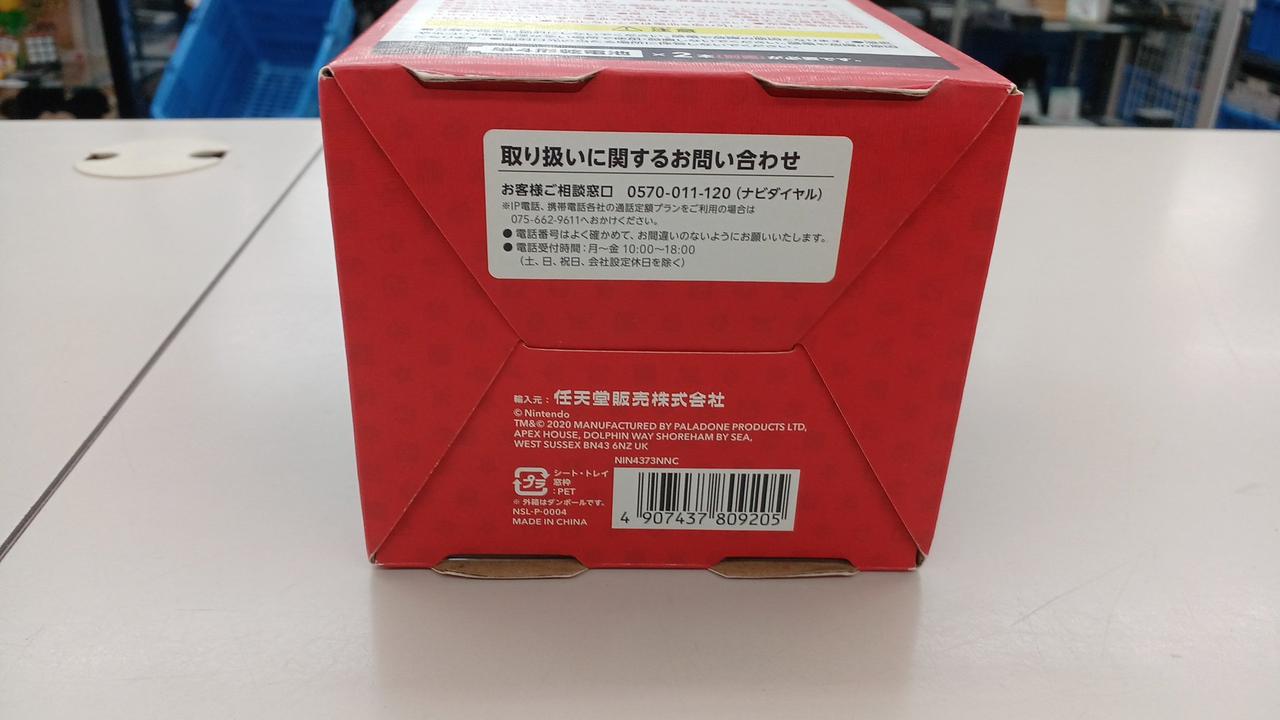 注意
取り扱いに関するお問い合わせ
お客様ご相談窓口 0570-011-120（ナビダイヤル）
※IP電話、携帯電話各社の通話定額プランをご利用の場合は
075-662-9611へおかけください。
●電話番号はよく確かめて、お間違いのないようにお願いいたします。
●電話受付時間：月～金 10:00～18:00
（土、日、祝日、会社設定休日を除く）
輸入元：任天堂販売株式会社
© Nintendo
TM&© 2020 MANUFACTURED BY PALADONE PRODUCTS LTD,
APEX HOUSE, DOLPHIN WAY SHOREHAM BY SEA,
WEST SUSSEX BN43 6NZ UK
NIN4373NNC
プラ
シート・トレイ
窓枠
：PET
※ 外箱はダンボールです。
NSL-P-0004
MADE IN CHINA
4 907437 809205